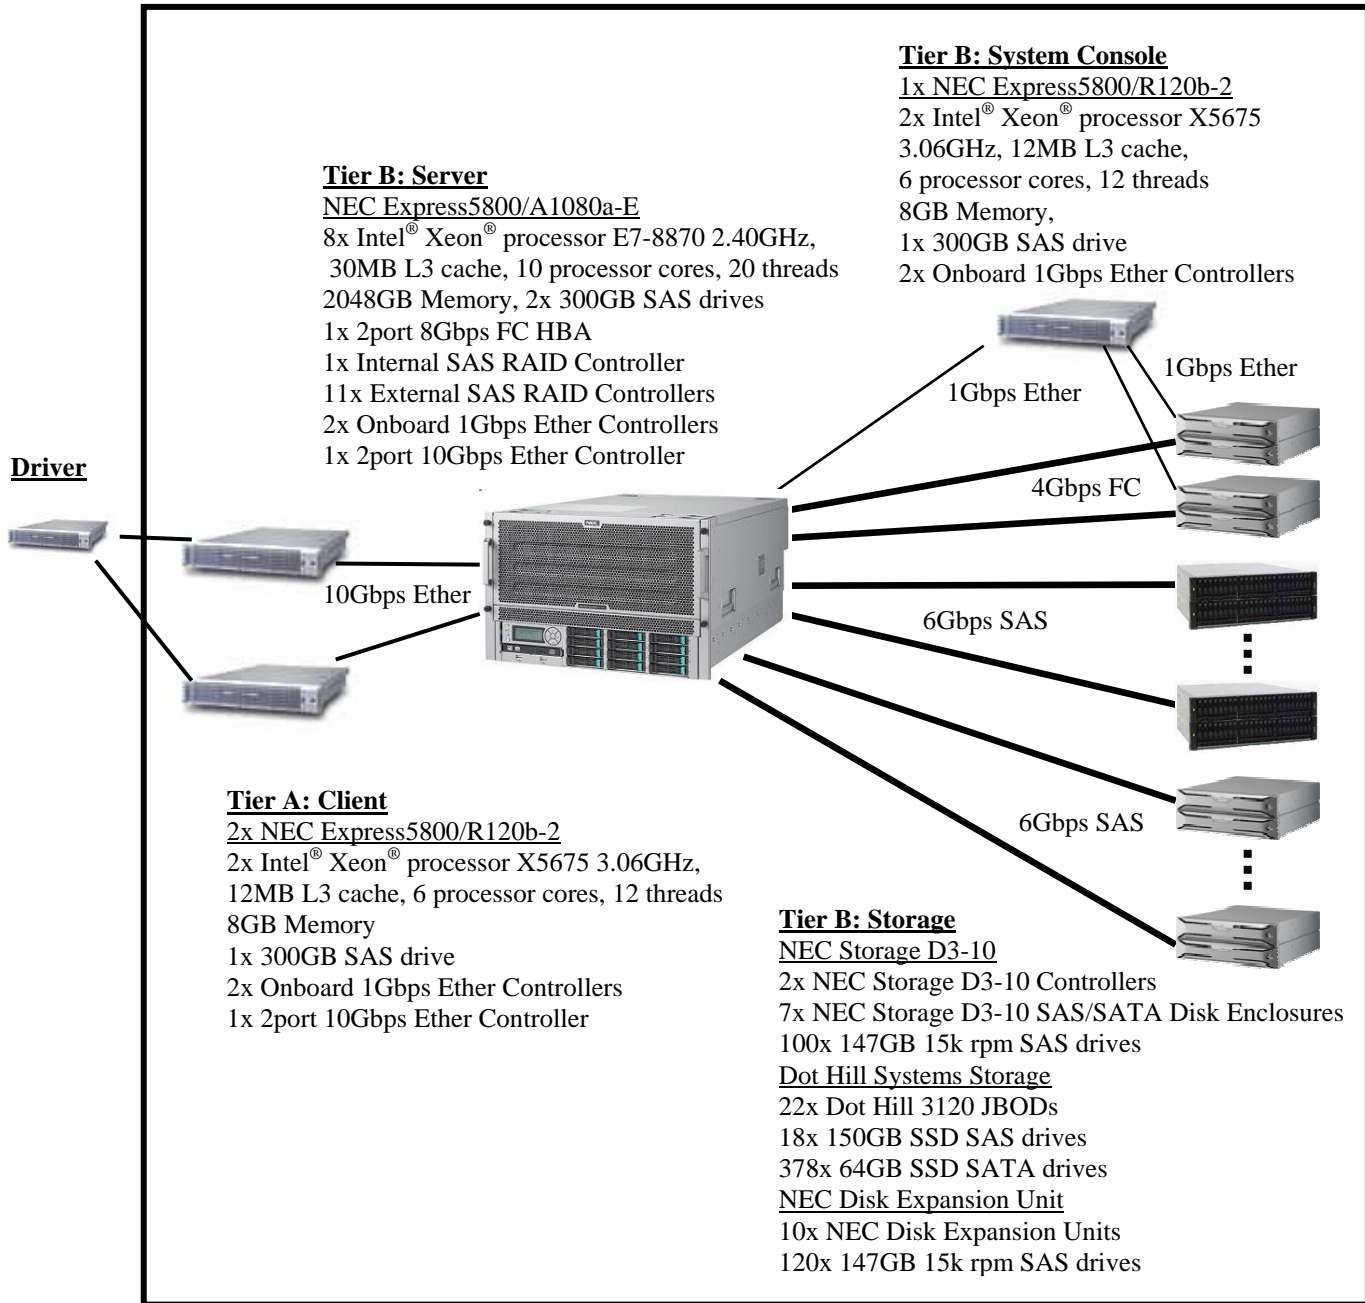 Tier B: System Console
1x NEC Express5800/R120b-2
2x Intel® Xeon® processor X5675
3.06GHz, 12MB L3 cache,
6 processor cores, 12 threads
8GB Memory,
1x 300GB SAS drive
2x Onboard 1Gbps Ether Controllers
Tier B: Server
NEC Express5800/A1080a-E
8x Intel® Xeon® processor E7-8870 2.40GHz,
30MB L3 cache, 10 processor cores, 20 threads
2048GB Memory, 2x 300GB SAS drives
1x 2port 8Gbps FC HBA
1x Internal SAS RAID Controller
11x External SAS RAID Controllers
2x Onboard 1Gbps Ether Controllers
1x 2port 10Gbps Ether Controller
1Gbps Ether
1Gbps Ether
Driver
4Gbps FC
NEC
10Gbps Ether
6Gbps SAS
6Gbps SAS
Tier A: Client
2x NEC Express5800/R120b-2
2x Intel® Xeon® processor X5675 3.06GHz,
12MB L3 cache, 6 processor cores, 12 threads
8GB Memory
1x 300GB SAS drive
2x Onboard 1Gbps Ether Controllers
1x 2port 10Gbps Ether Controller
Tier B: Storage
NEC Storage D3-10
2x NEC Storage D3-10 Controllers
7x NEC Storage D3-10 SAS/SATA Disk Enclosures
100x 147GB 15k rpm SAS drives
Dot Hill Systems Storage
22x Dot Hill 3120 JBODs
18x 150GB SSD SAS drives
378x 64GB SSD SATA drives
NEC Disk Expansion Unit
10x NEC Disk Expansion Units
120x 147GB 15k rpm SAS drives